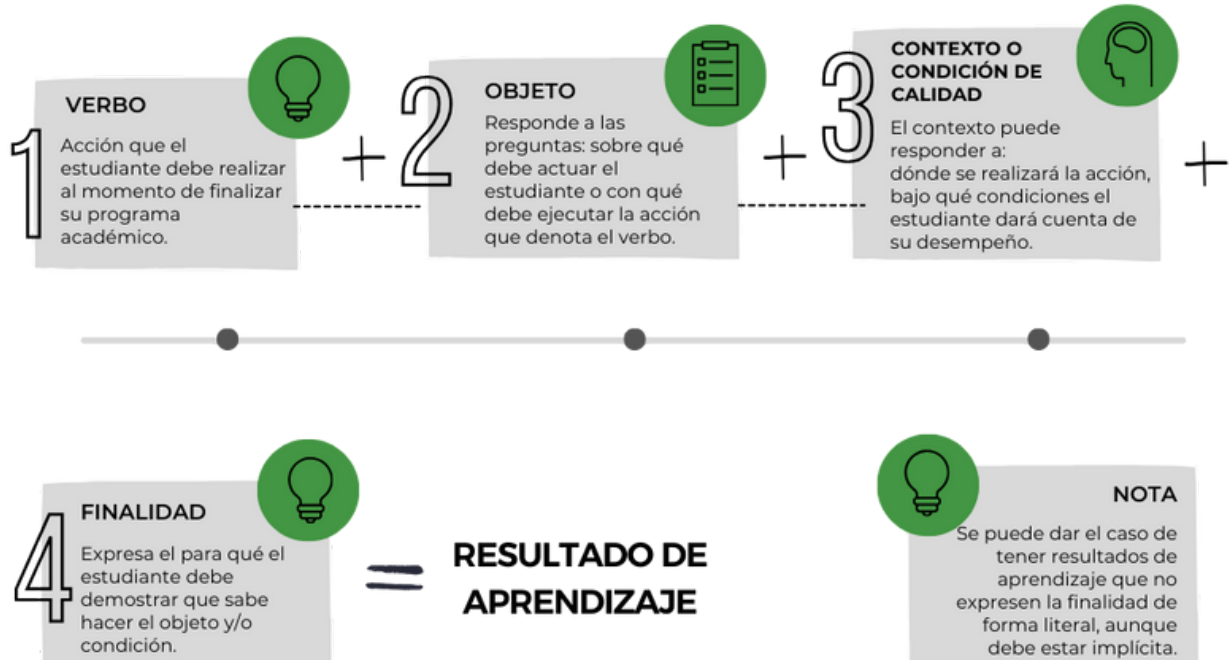 1
VERBO
Acción que el
estudiante debe realizar
al momento de finalizar
su programa
académico.
+
2
OBJETO
Responde a las
preguntas: sobre qué
debe actuar el
estudiante o con qué
debe ejecutar la acción
que denota el verbo.
+
3
CONTEXTO O
CONDICIÓN DE
CALIDAD
El contexto puede
responder a:
dónde se realizará la acción,
bajo qué condiciones el
estudiante dará cuenta de
su desempeño.
+
4
FINALIDAD
Expresa el para qué el
estudiante debe
demostrar que sabe
hacer el objeto y/o
condición.
=
RESULTADO DE
APRENDIZAJE
NOTA
Se puede dar el caso de
tener resultados de
aprendizaje que no
expresen la finalidad de
forma literal, aunque
debe estar implícita.